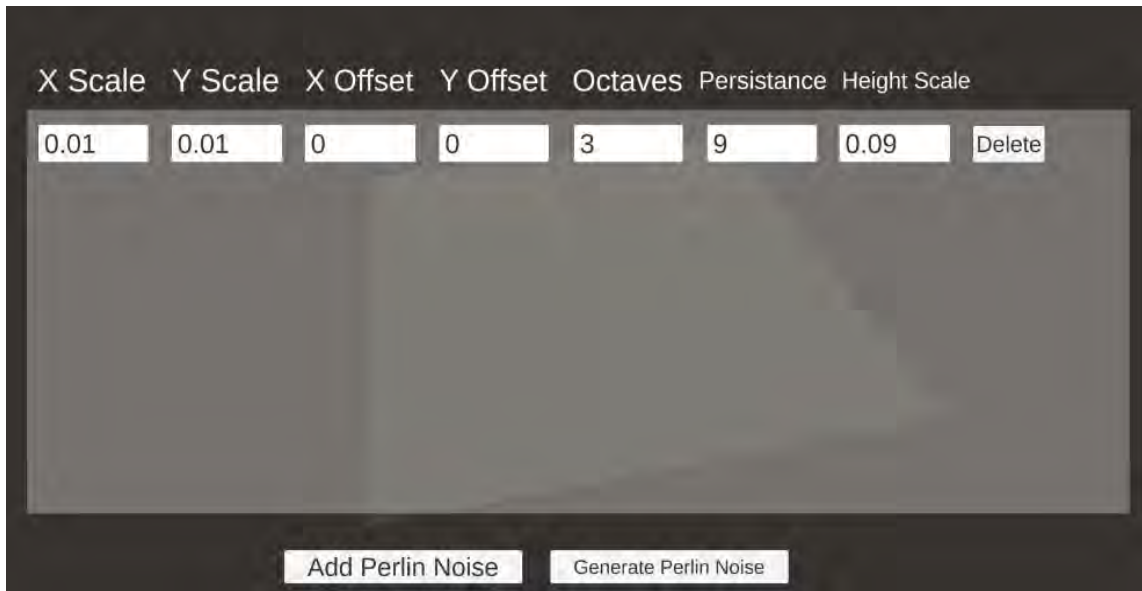 X Scale Y Scale X Offset Y Offset Octaves Persistance Height Scale
0.01 0.01 0 0 3 9 0.09 Delete
Add Perlin Noise Generate Perlin Noise